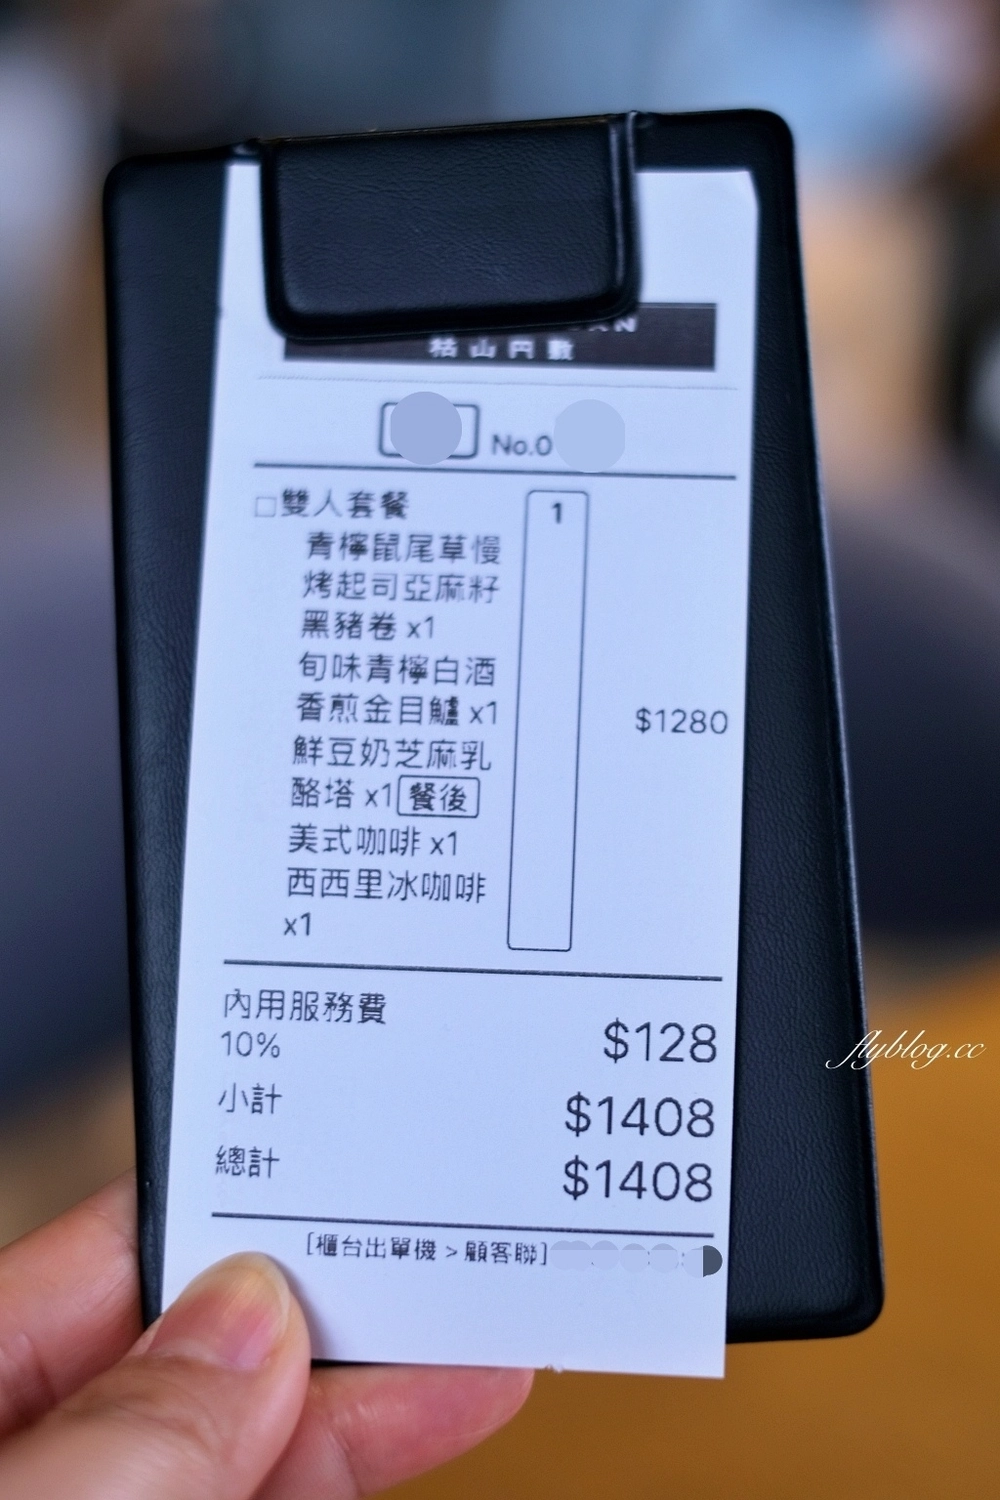 枯山円數
No.0
□雙人套餐 1
青檸鼠尾草慢
烤起司亞麻籽
黑豬卷 x1
旬味青檸白酒
香煎金目鱸 x1
$1280
鮮豆奶芝麻乳
酪塔 x1 餐後
美式咖啡 x1
西西里冰咖啡
x1
內用服務費
10% $128
小計 $1408
總計 $1408
[櫃台出單機 > 顧客聯]
flyblog.cc